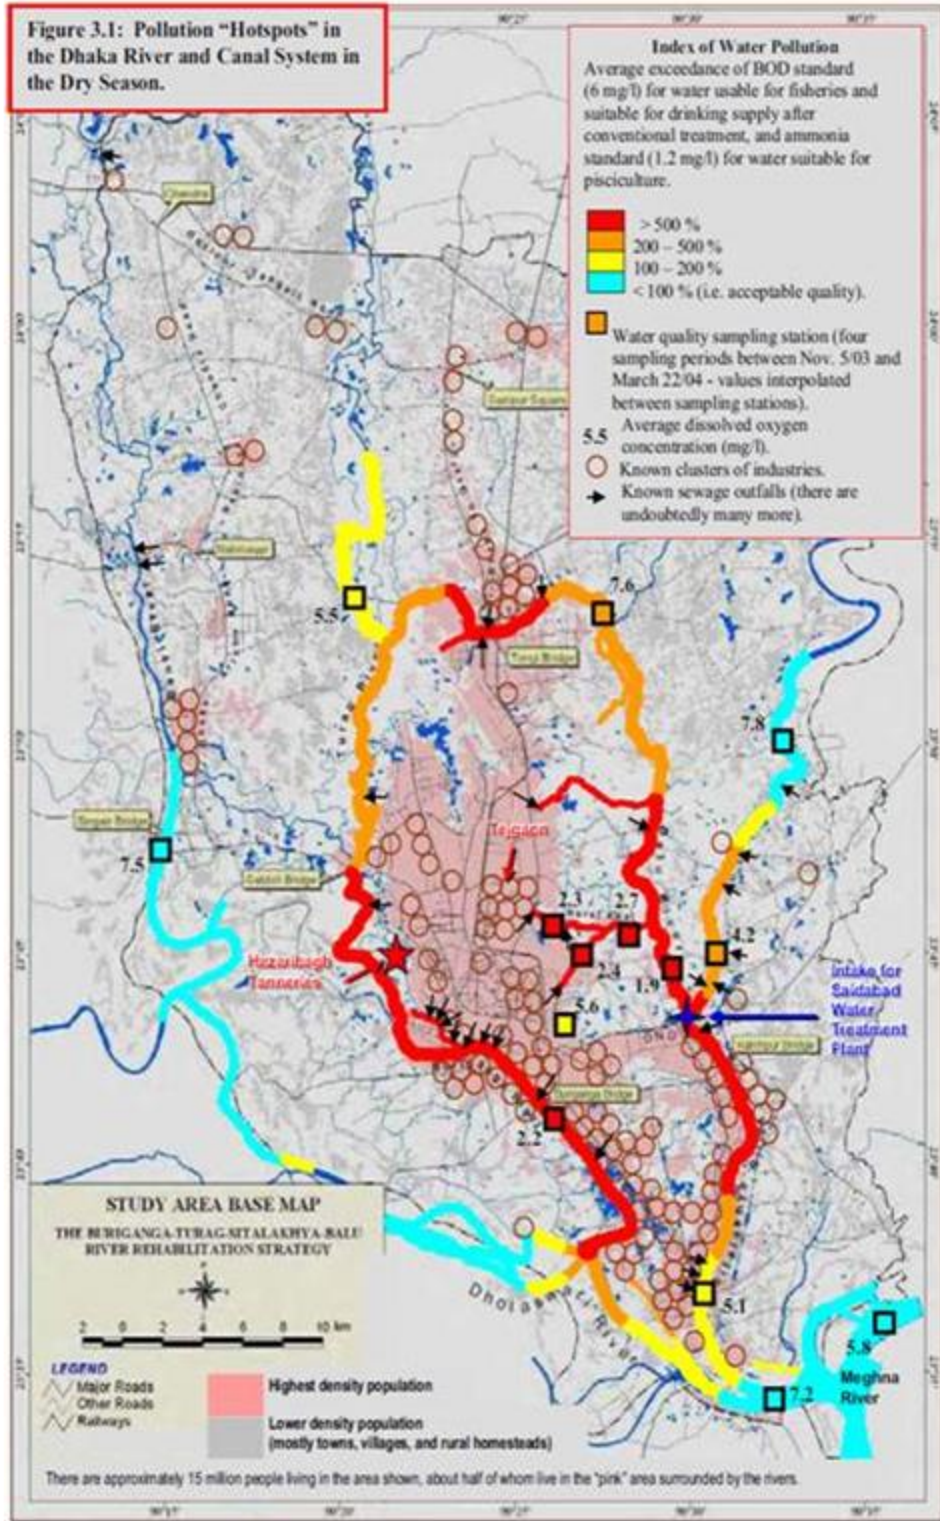 Figure 3.1: Pollution “Hotspots” in
the Dhaka River and Canal System in
the Dry Season.
90°25'
90°30'
Index of Water Pollution
Average exceedance of BOD standard
(6 mg/l) for water usable for fisheries and
suitable for drinking supply after
conventional treatment, and ammonia
standard (1.2 mg/l) for water suitable for
pisciculture.
> 500 %
200 – 500 %
100 – 200 %
< 100 % (i.e. acceptable quality).
Water quality sampling station (four
sampling periods between Nov. 5/03 and
March 22/04 - values interpolated
between sampling stations).
5.5 Average dissolved oxygen
concentration (mg/l).
Known clusters of industries.
Known sewage outfalls (there are
undoubtedly many more).
Chandra
5.5
7.6
Tongi Bridge
7.8
7.5
Tejgaon
2.3
2.7
4.2
Hazaribagh
Tanneries
2.4
1.9
5.6
Intake for
Saidabad
Water
Treatment
Plant
2.2
STUDY AREA BASE MAP
THE BURIGANGA-TURAG-SITALAKHYA-BALU
RIVER REHABILITATION STRATEGY
2 0 2 4 6 8 10 km
Dholaswari River
5.1
5.8
Meghna
River
7.2
LEGEND
Major Roads
Other Roads
Railways
Highest density population
Lower density population
(mostly towns, villages, and rural homesteads)
There are approximately 15 million people living in the area shown, about half of whom live in the "pink" area surrounded by the rivers.